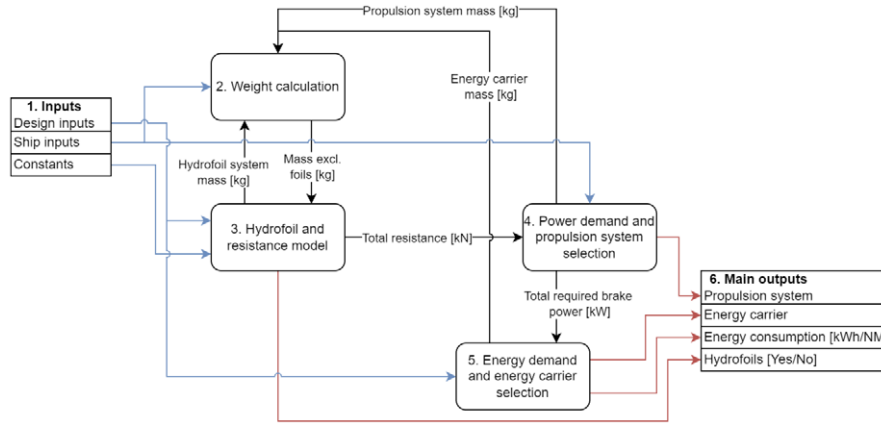 Propulsion system mass [kg]
2. Weight calculation
Energy carrier
mass [kg]
1. Inputs
Design inputs
Ship inputs
Constants
Hydrofoil system
mass [kg]
Mass excl.
foils [kg]
3. Hydrofoil and
resistance model
Total resistance [kN]
4. Power demand and
propulsion system
selection
Total required brake
power [kW]
5. Energy demand
and energy carrier
selection
6. Main outputs
Propulsion system
Energy carrier
Energy consumption [kWh/NM
Hydrofoils [Yes/No]